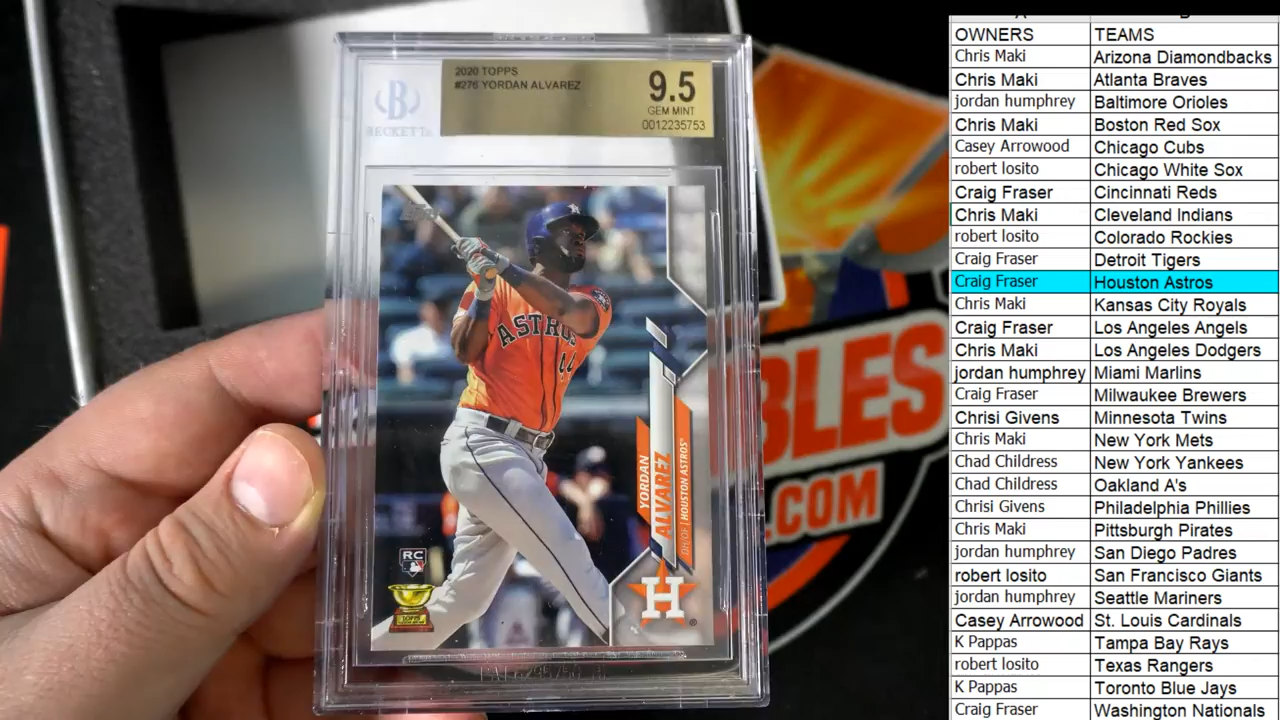 2020 TOPPS
#276 YORDAN ALVAREZ
9.5
GEM MINT
0012235753
B
BECKETT
ASTROS
44
YORDAN
ALVAREZ
DH/OF | HOUSTON ASTROS
RC
TOPPS
H
BLES
.COM
OWNERS TEAMS
Chris Maki Arizona Diamondbacks
Chris Maki Atlanta Braves
jordan humphrey Baltimore Orioles
Chris Maki Boston Red Sox
Casey Arrowood Chicago Cubs
robert losito Chicago White Sox
Craig Fraser Cincinnati Reds
Chris Maki Cleveland Indians
robert losito Colorado Rockies
Craig Fraser Detroit Tigers
Craig Fraser Houston Astros
Chris Maki Kansas City Royals
Craig Fraser Los Angeles Angels
Chris Maki Los Angeles Dodgers
jordan humphrey Miami Marlins
Craig Fraser Milwaukee Brewers
Chrisi Givens Minnesota Twins
Chris Maki New York Mets
Chad Childress New York Yankees
Chad Childress Oakland A's
Chrisi Givens Philadelphia Phillies
Chris Maki Pittsburgh Pirates
jordan humphrey San Diego Padres
robert losito San Francisco Giants
jordan humphrey Seattle Mariners
Casey Arrowood St. Louis Cardinals
K Pappas Tampa Bay Rays
robert losito Texas Rangers
K Pappas Toronto Blue Jays
Craig Fraser Washington Nationals